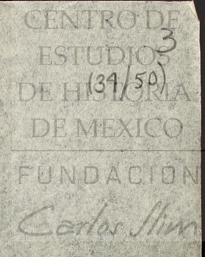 CENTRO DE
3
ESTUDIOS
(34/50)
DE HISTORIA
DE MEXICO
FUNDACION
Carlos Slim